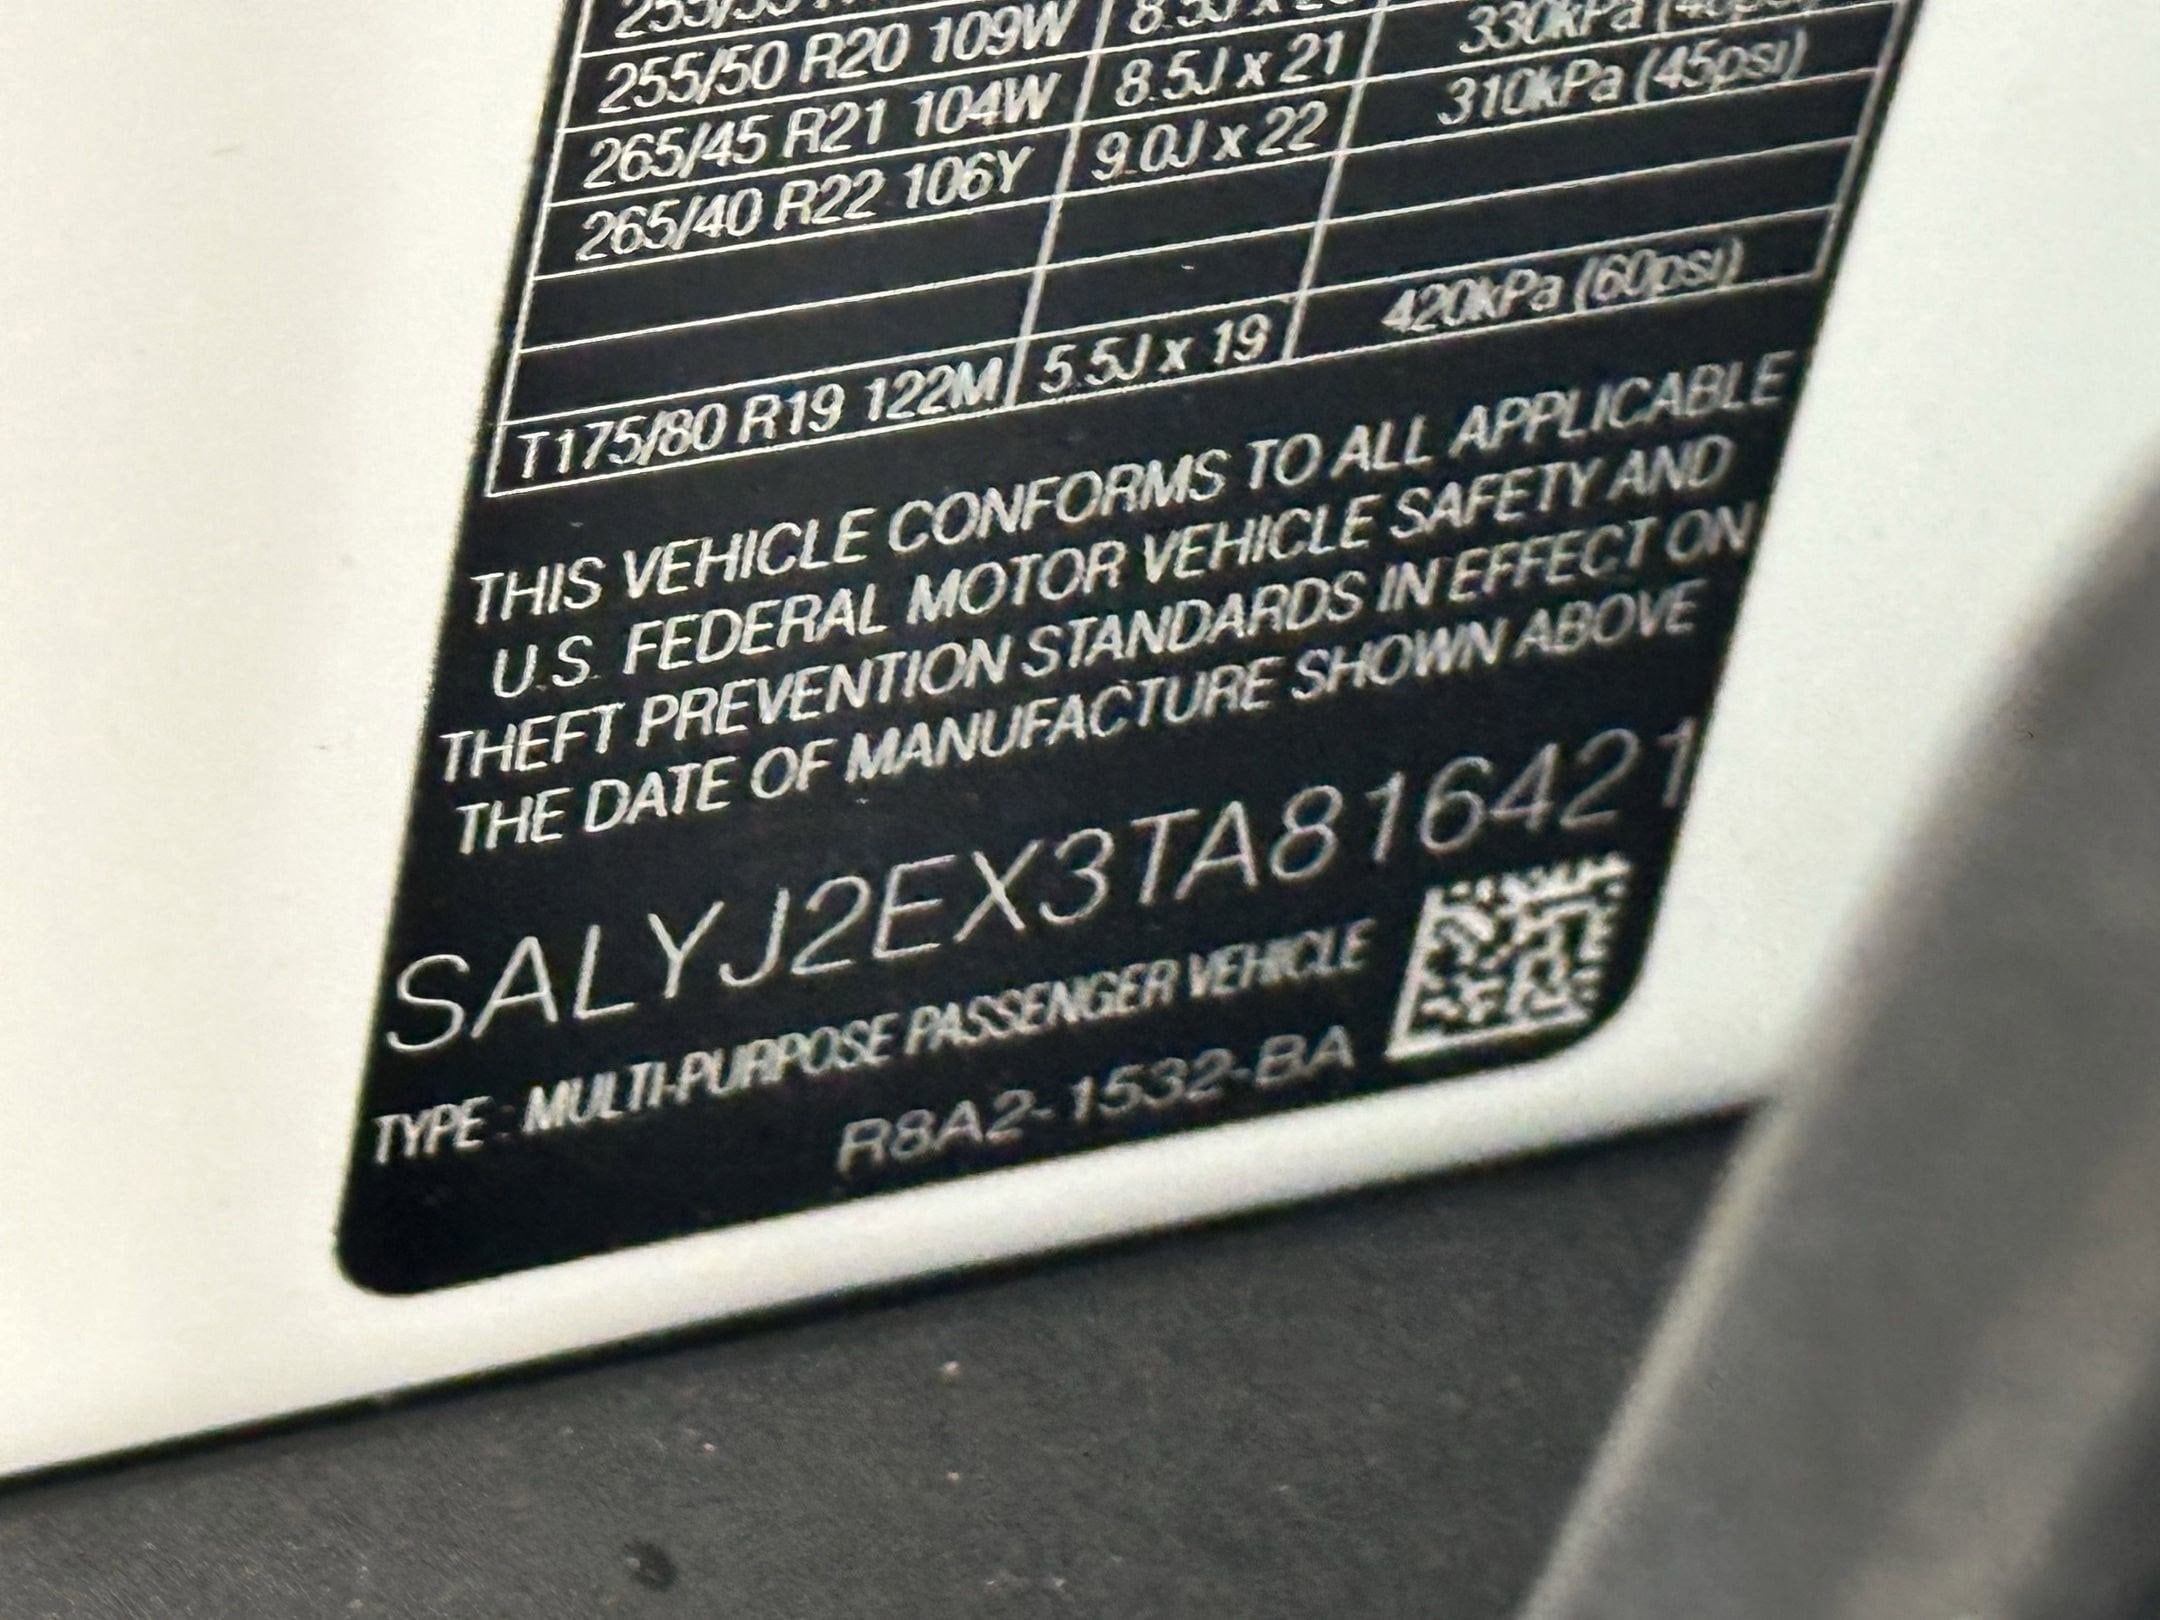 255/50 R20 109W
265/45 R21 104W 8.5J x 21 330kPa
265/40 R22 106Y 9.0J x 22 310kPa (45psi)
T175/80 R19 122M 5.5J x 19 420kPa (60psi)
THIS VEHICLE CONFORMS TO ALL APPLICABLE
U.S. FEDERAL MOTOR VEHICLE SAFETY AND
THEFT PREVENTION STANDARDS IN EFFECT ON
THE DATE OF MANUFACTURE SHOWN ABOVE
SALYJ2EX3TA816421
TYPE : MULTI-PURPOSE PASSENGER VEHICLE
R8A2-1532-BA